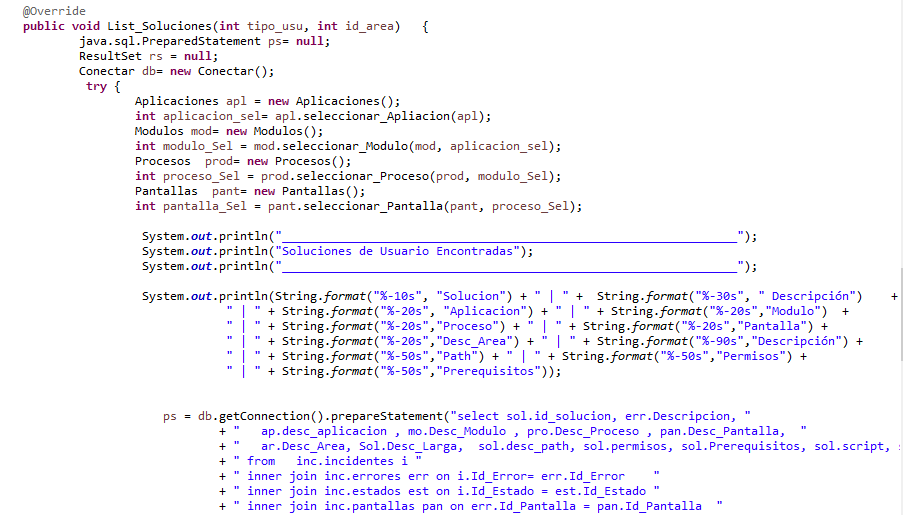 @Override
public void List_Soluciones(int tipo_usu, int id_area)   {
java.sql.PreparedStatement ps= null;
ResultSet rs = null;
Conectar db= new Conectar();
try {
Aplicaciones apl = new Aplicaciones();
int aplicacion_sel= apl.seleccionar_Apliacion(apl);
Modulos mod= new Modulos();
int modulo_Sel = mod.seleccionar_Modulo(mod, aplicacion_sel);
Procesos  prod= new Procesos();
int proceso_Sel = prod.seleccionar_Proceso(prod, modulo_Sel);
Pantallas  pant= new Pantallas();
int pantalla_Sel = pant.seleccionar_Pantalla(pant, proceso_Sel);
System.out.println("_________________________________________________________________");
System.out.println("Soluciones de Usuario Encontradas");
System.out.println("_________________________________________________________________");
System.out.println(String.format("%-10s", "Solucion") + " | " +  String.format("%-30s", " Descripción")    +
" | " + String.format("%-20s", "Aplicacion") + " | " + String.format("%-20s","Modulo")  +
" | " + String.format("%-20s","Proceso") + " | " + String.format("%-20s","Pantalla") +
" | " + String.format("%-20s","Desc_Area") + " | " + String.format("%-90s","Descripción") +
" | " + String.format("%-50s","Path") + " | " + String.format("%-50s","Permisos") +
" | " + String.format("%-50s","Prerequisitos"));
ps = db.getConnection().prepareStatement("select sol.id_solucion, err.Descripcion, "
+ "   ap.desc_aplicacion , mo.Desc_Modulo , pro.Desc_Proceso , pan.Desc_Pantalla,  "
+ "   ar.Desc_Area, Sol.Desc_Larga,  sol.desc_path, sol.permisos, sol.Prerequisitos, sol.script,
+ " from   inc.incidentes i "
+ " inner join inc.errores err on i.Id_Error= err.Id_Error    "
+ " inner join inc.estados est on i.Id_Estado = est.Id_Estado "
+ " inner join inc.pantallas pan on err.Id_Pantalla = pan.Id_Pantalla  "